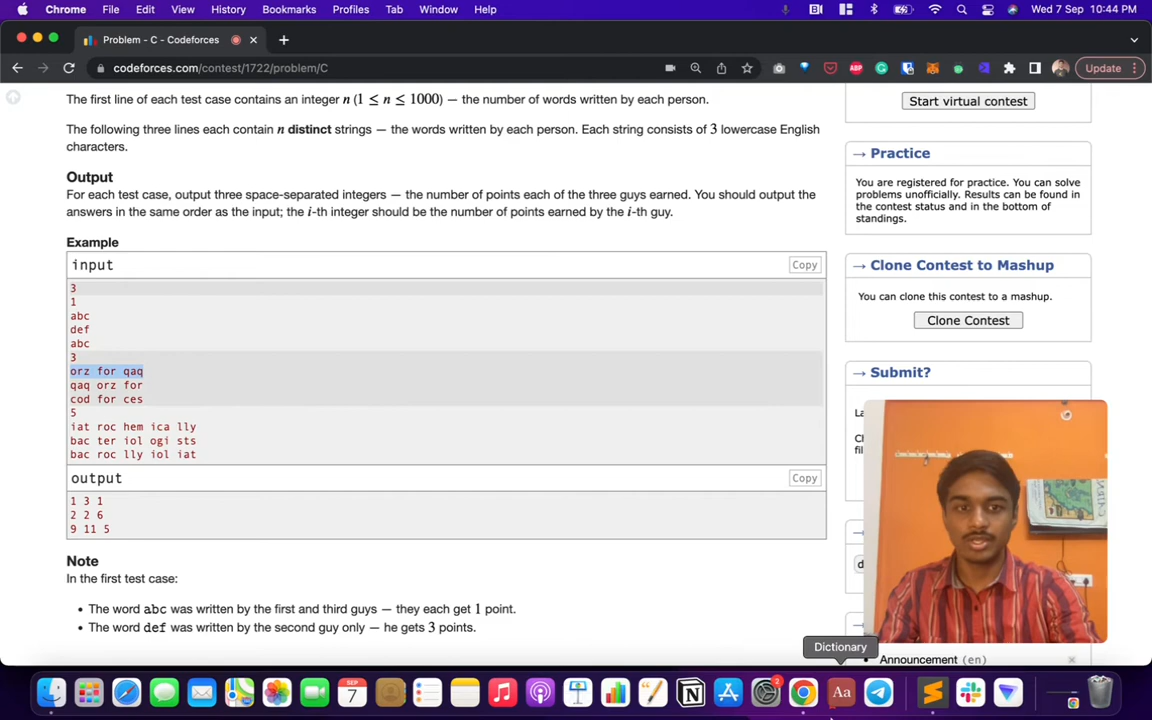 Chrome File Edit View History Bookmarks Profiles Tab Window Help Wed 7 Sep 10:44 PM
Problem - C - Codeforces
codeforces.com/contest/1722/problem/C
Update
The first line of each test case contains an integer n (1 ≤ n ≤ 1000) — the number of words written by each person.
The following three lines each contain n distinct strings — the words written by each person. Each string consists of 3 lowercase English
characters.
Output
For each test case, output three space-separated integers — the number of points each of the three guys earned. You should output the
answers in the same order as the input; the i-th integer should be the number of points earned by the i-th guy.
Example
input
Copy
3
1
abc
def
abc
3
orz for qaq
qaq orz for
cod for ces
5
iat roc hem ica lly
bac ter iol ogi sts
bac roc lly iol iat
output
Copy
1 3 1
2 2 6
9 11 5
Note
In the first test case:
• The word abc was written by the first and third guys — they each get 1 point.
• The word def was written by the second guy only — he gets 3 points.
Start virtual contest
→ Practice
You are registered for practice. You can solve
problems unofficially. Results can be found in
the contest status and in the bottom of
standings.
→ Clone Contest to Mashup
You can clone this contest to a mashup.
Clone Contest
→ Submit?
La
Ch
fil
d
Announcement (en)
Dictionary
SEP
7
Aa
2
ABP